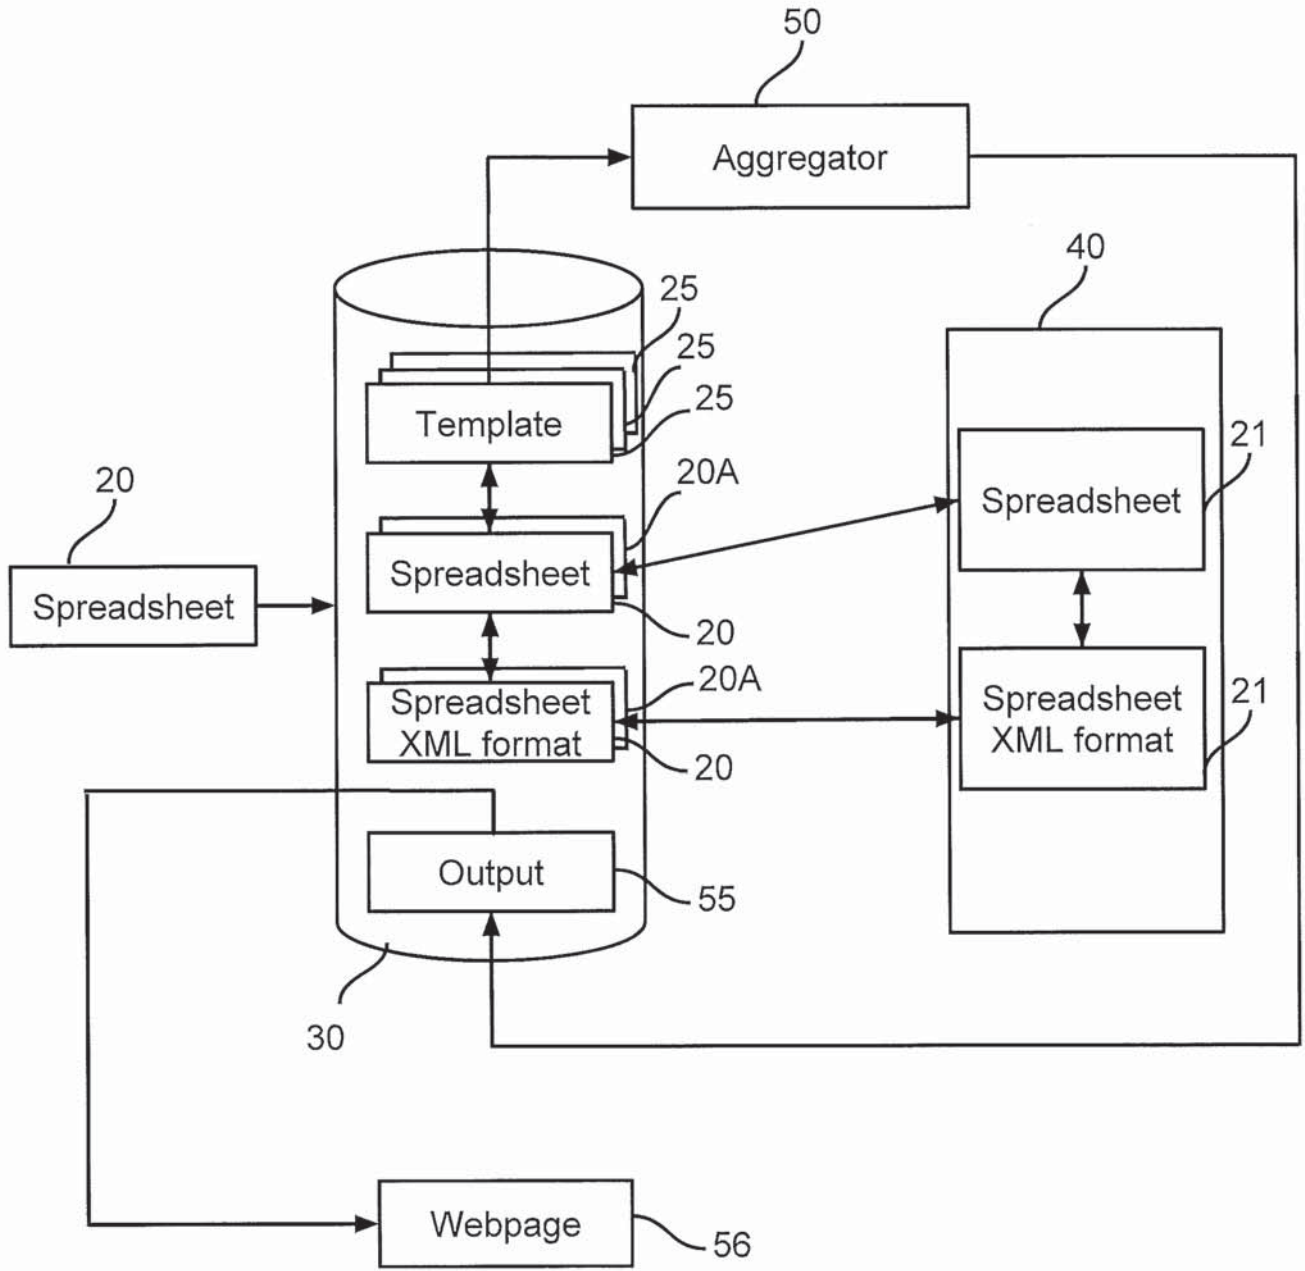 50
Aggregator
40
25
25
25
Template
20
20A
21
Spreadsheet
Spreadsheet
Spreadsheet
20
20A
21
Spreadsheet
XML format
Spreadsheet
XML format
20
Output
55
30
Webpage
56